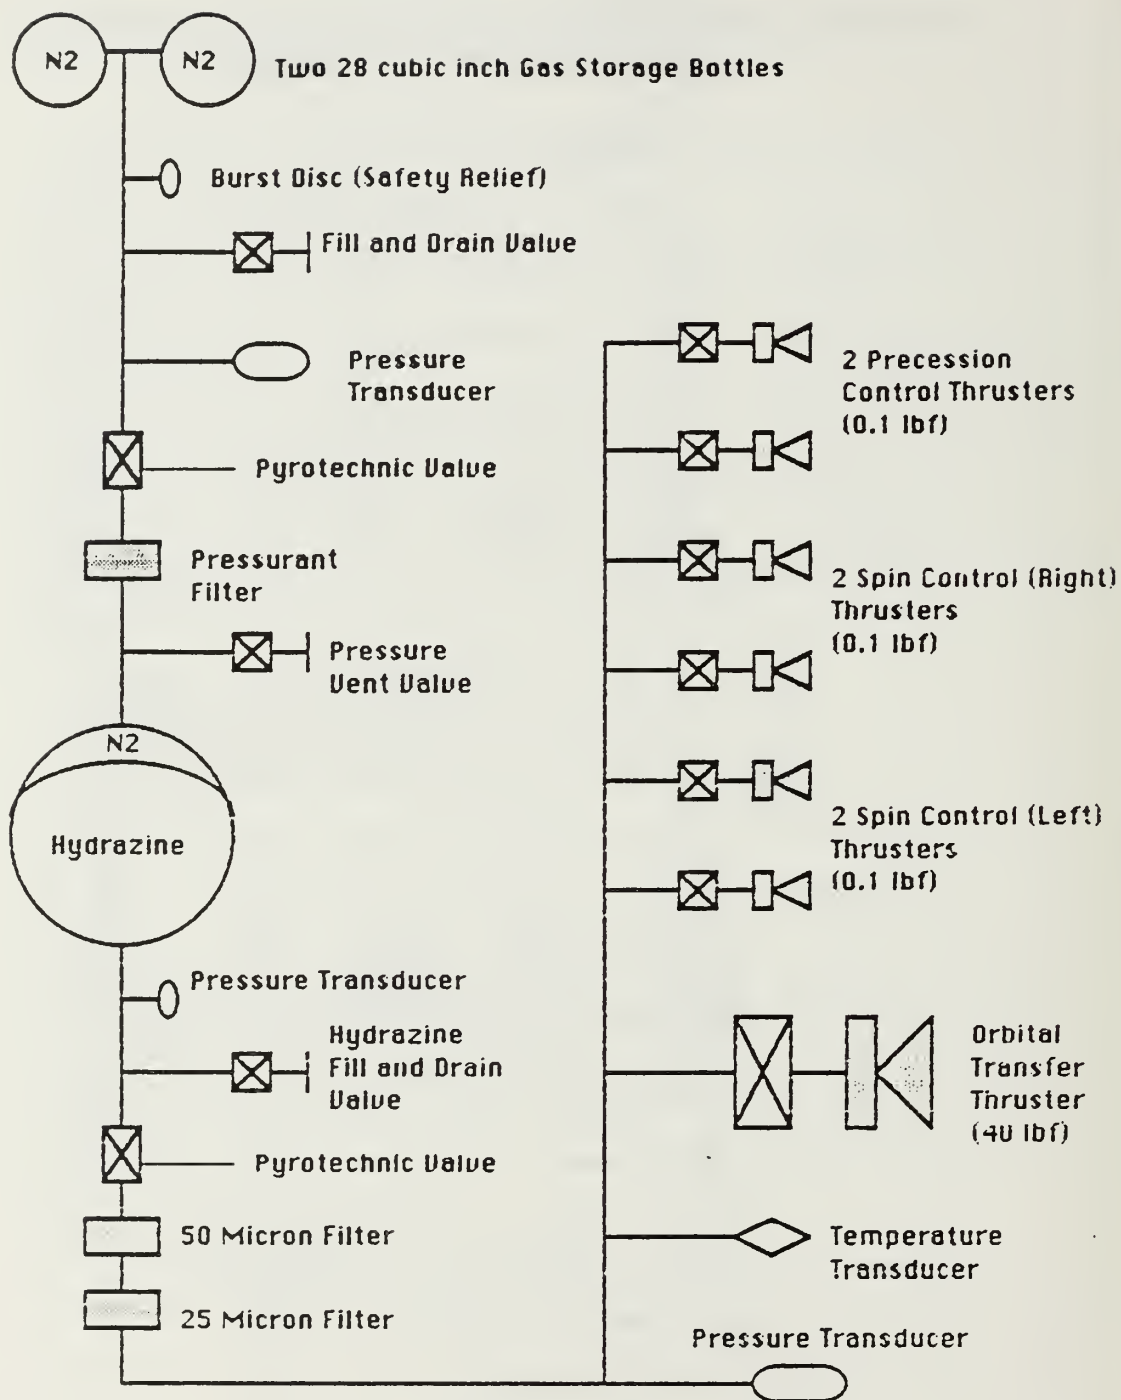 N2
N2
Two 28 cubic inch Gas Storage Bottles
Burst Disc (Safety Relief)
Fill and Drain Valve
Pressure
Transducer
Pyrotechnic Valve
Pressurant
Filter
Pressure
Vent Valve
N2
Hydrazine
Pressure Transducer
Hydrazine
Fill and Drain
Valve
Pyrotechnic Valve
50 Micron Filter
25 Micron Filter
2 Precession
Control Thrusters
(0.1 lbf)
2 Spin Control (Right)
Thrusters
(0.1 lbf)
2 Spin Control (Left)
Thrusters
(0.1 lbf)
Orbital
Transfer
Thruster
(40 lbf)
Temperature
Transducer
Pressure Transducer